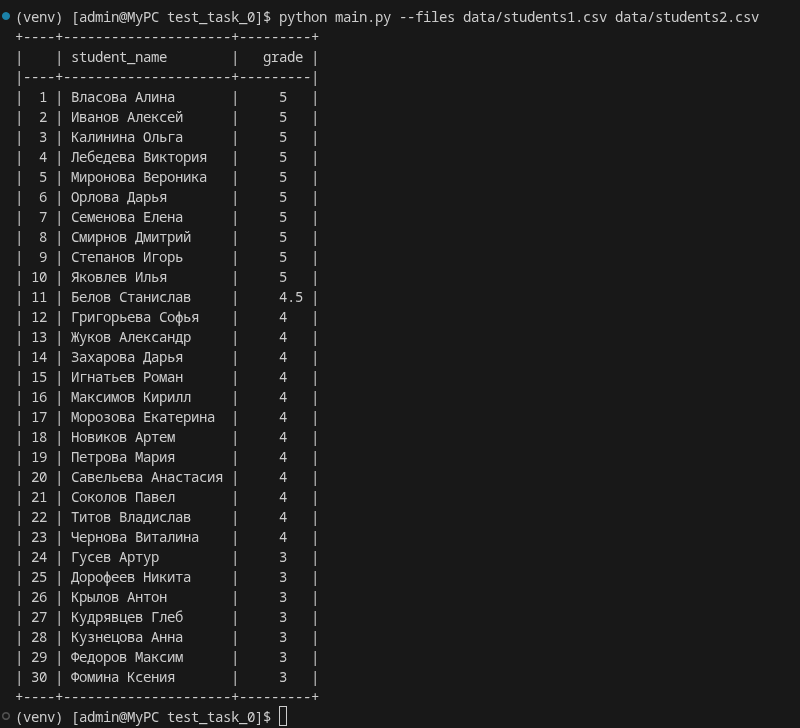 (venv) [admin@MyPC test_task_0]$ python main.py --files data/students1.csv data/students2.csv
+----+---------------------+---------+
|    | student_name        |   grade |
|----+---------------------+---------|
|  1 | Власова Алина       |     5   |
|  2 | Иванов Алексей      |     5   |
|  3 | Калинина Ольга      |     5   |
|  4 | Лебедева Виктория   |     5   |
|  5 | Миронова Вероника   |     5   |
|  6 | Орлова Дарья        |     5   |
|  7 | Семенова Елена      |     5   |
|  8 | Смирнов Дмитрий     |     5   |
|  9 | Степанов Игорь      |     5   |
| 10 | Яковлев Илья        |     5   |
| 11 | Белов Станислав     |     4.5 |
| 12 | Григорьева Софья    |     4   |
| 13 | Жуков Александр     |     4   |
| 14 | Захарова Дарья      |     4   |
| 15 | Игнатьев Роман      |     4   |
| 16 | Максимов Кирилл     |     4   |
| 17 | Морозова Екатерина  |     4   |
| 18 | Новиков Артем       |     4   |
| 19 | Петрова Мария       |     4   |
| 20 | Савельева Анастасия |     4   |
| 21 | Соколов Павел       |     4   |
| 22 | Титов Владислав     |     4   |
| 23 | Чернова Виталина    |     4   |
| 24 | Гусев Артур         |     3   |
| 25 | Дорофеев Никита     |     3   |
| 26 | Крылов Антон        |     3   |
| 27 | Кудрявцев Глеб      |     3   |
| 28 | Кузнецова Анна      |     3   |
| 29 | Федоров Максим      |     3   |
| 30 | Фомина Ксения       |     3   |
+----+---------------------+---------+
(venv) [admin@MyPC test_task_0]$